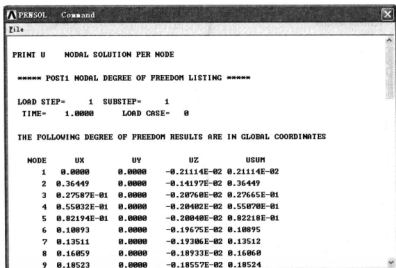 PRNSOL Command
File
PRINT U NODAL SOLUTION PER NODE
***** POST1 NODAL DEGREE OF FREEDOM LISTING *****
LOAD STEP= 1 SUBSTEP= 1
TIME= 1.0000 LOAD CASE= 0
THE FOLLOWING DEGREE OF FREEDOM RESULTS ARE IN GLOBAL COORDINATES
NODE UX UY UZ USUM
1 0.0000 0.0000 -0.21114E-02 0.21114E-02
2 0.36449 0.0000 -0.14197E-02 0.36449
3 0.27587E-01 0.0000 -0.20760E-02 0.27665E-01
4 0.55032E-01 0.0000 -0.20402E-02 0.55070E-01
5 0.82194E-01 0.0000 -0.20040E-02 0.82218E-01
6 0.10893 0.0000 -0.19675E-02 0.10895
7 0.13511 0.0000 -0.19306E-02 0.13512
8 0.16059 0.0000 -0.18933E-02 0.16060
9 0.18523 0.0000 -0.18557E-02 0.18524